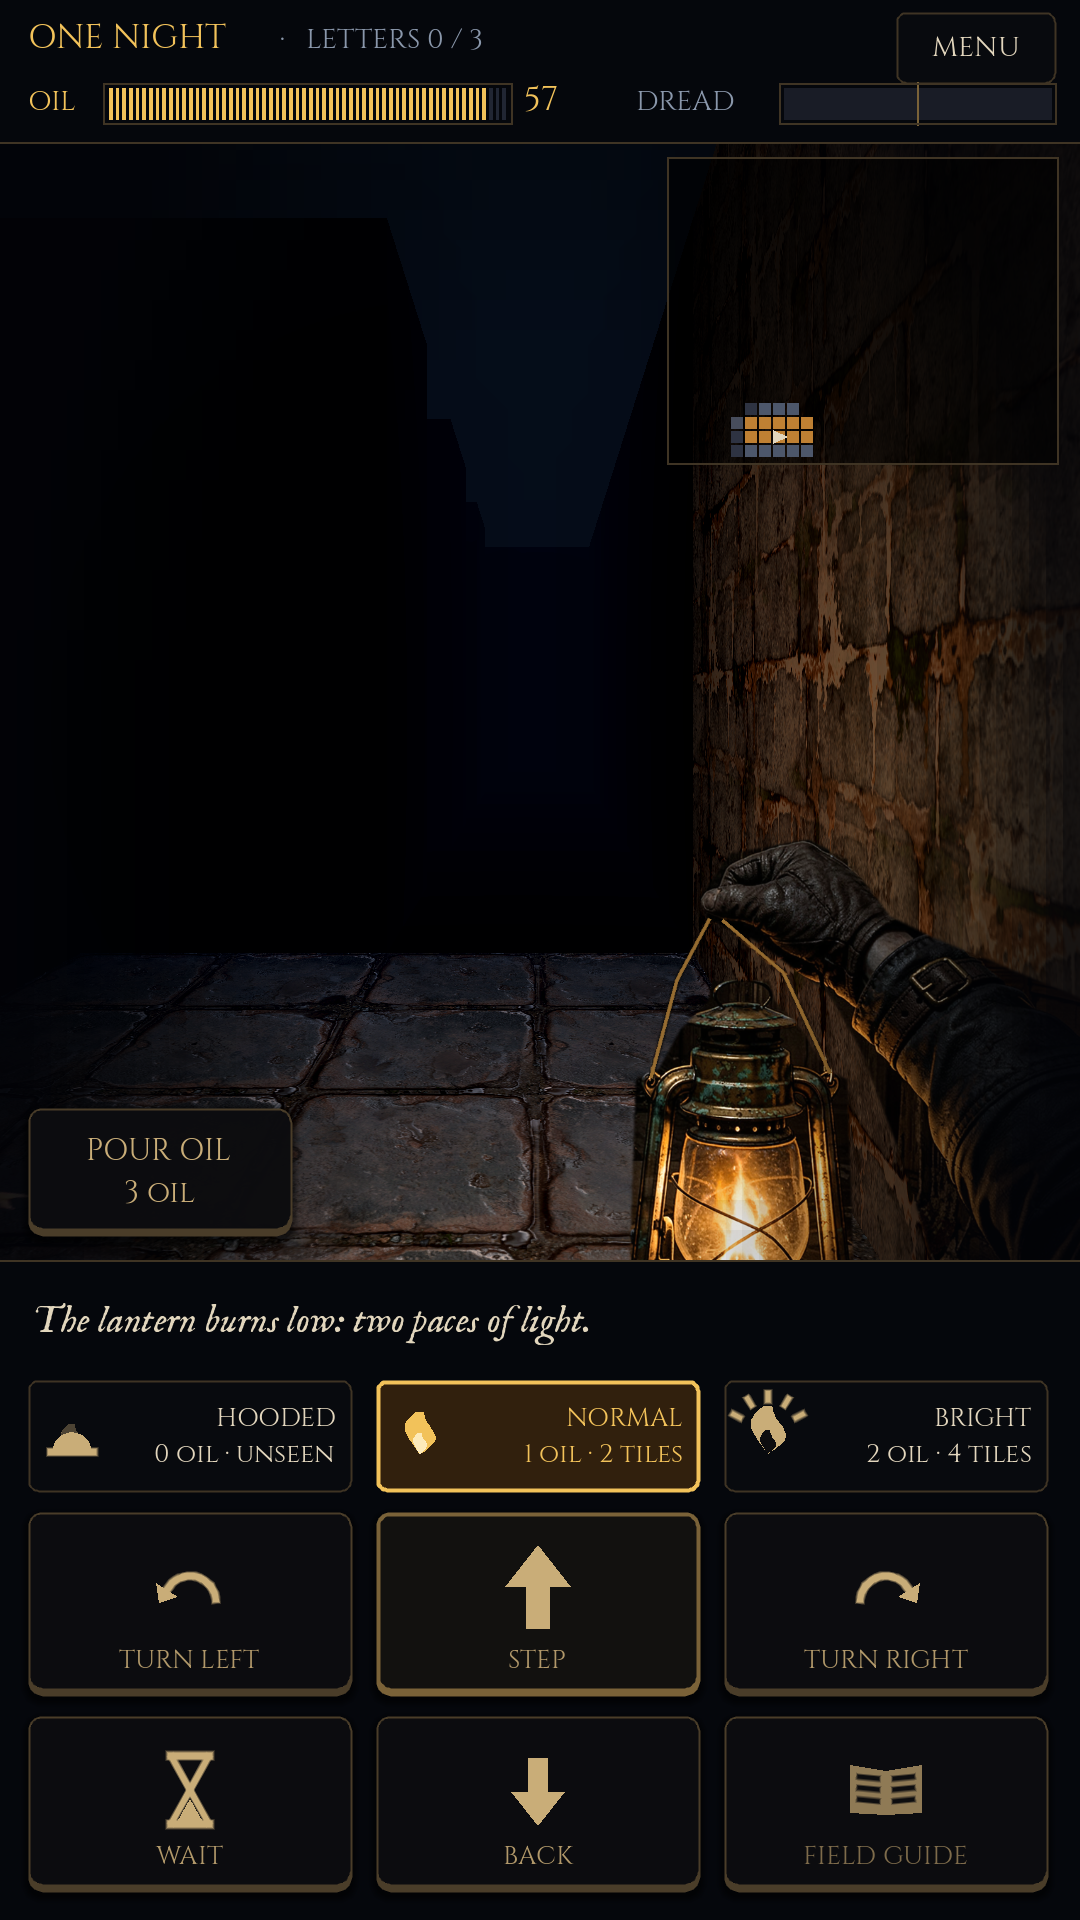 ONE NIGHT · LETTERS 0 / 3
MENU
OIL 57 DREAD
POUR OIL
3 OIL
The lantern burns low: two paces of light.
HOODED
0 OIL · UNSEEN
NORMAL
1 OIL · 2 TILES
BRIGHT
2 OIL · 4 TILES
TURN LEFT
STEP
TURN RIGHT
WAIT
BACK
FIELD GUIDE